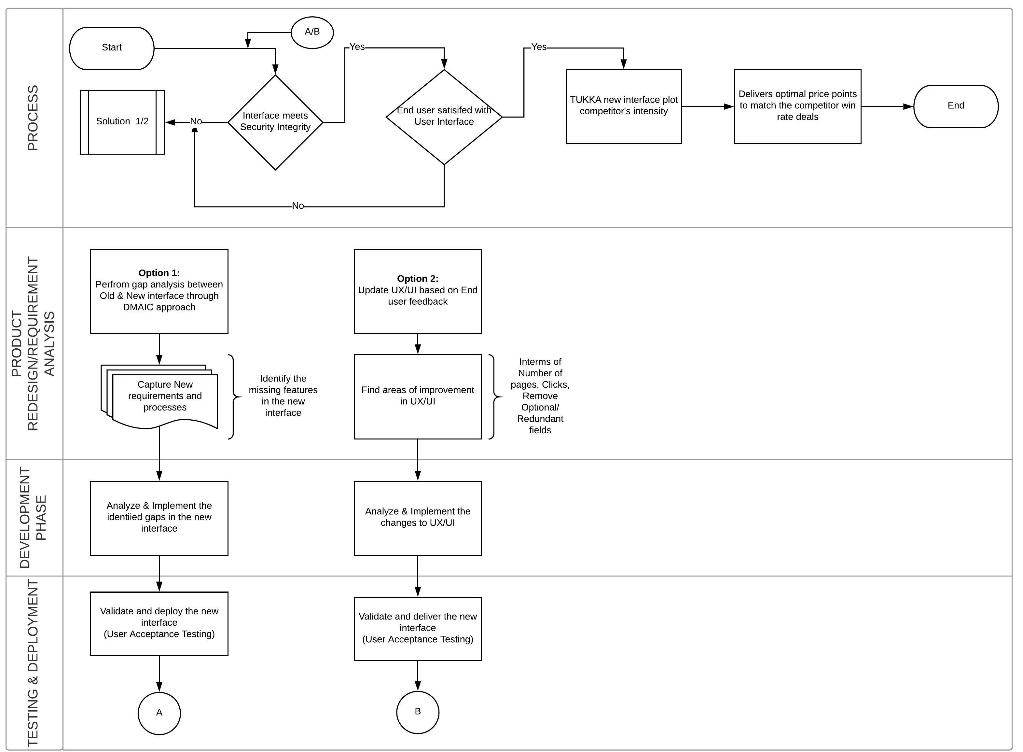 PROCESS
Start
A/B
Yes
Yes
Interface meets
Security Integrity
End user satisifed with
User Interface
TUKKA new interface plot
competitor's intensity
Delivers optimal price points
to match the competitor win
rate deals
End
Solution 1/2
No
No
PRODUCT
REDESIGN/REQUIREMENT
ANALYSIS
Option 1:
Perfrom gap analysis between
Old & New interface through
DMAIC approach
Option 2:
Update UX/UI based on End
user feedback
Capture New
requirements and
processes
Identify the
missing features
in the new
interface
Find areas of improvement
in UX/UI
Interms of
Number of
pages, Clicks,
Remove
Optional/
Redundant
fields
DEVELOPMENT
PHASE
Analyze & Implement the
identiied gaps in the new
interface
Analyze & Implement the
changes to UX/UI
TESTING & DEPLOYMENT
Validate and deploy the new
interface
(User Acceptance Testing)
Validate and deliver the new
interface
(User Acceptance Testing)
A
B